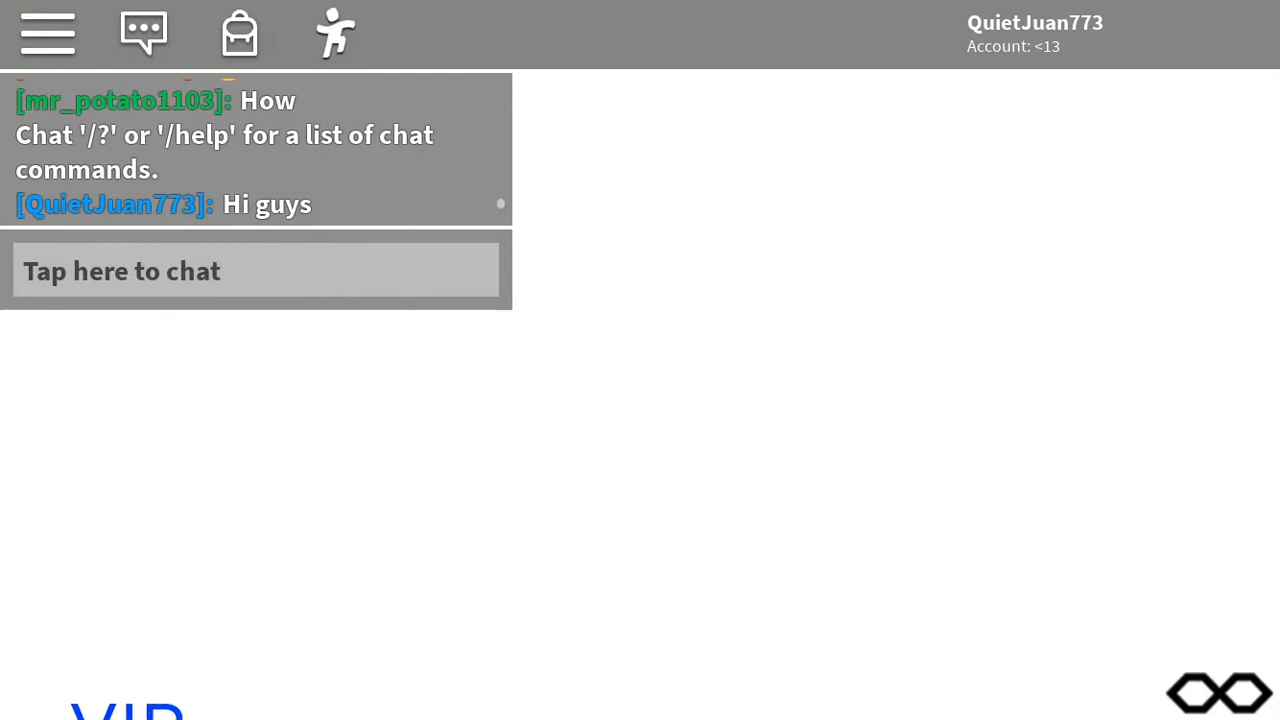 QuietJuan773
Account: <13
[mr_potato1103]: How
Chat '/?' or '/help' for a list of chat
commands.
[QuietJuan773]: Hi guys
Tap here to chat
VIP